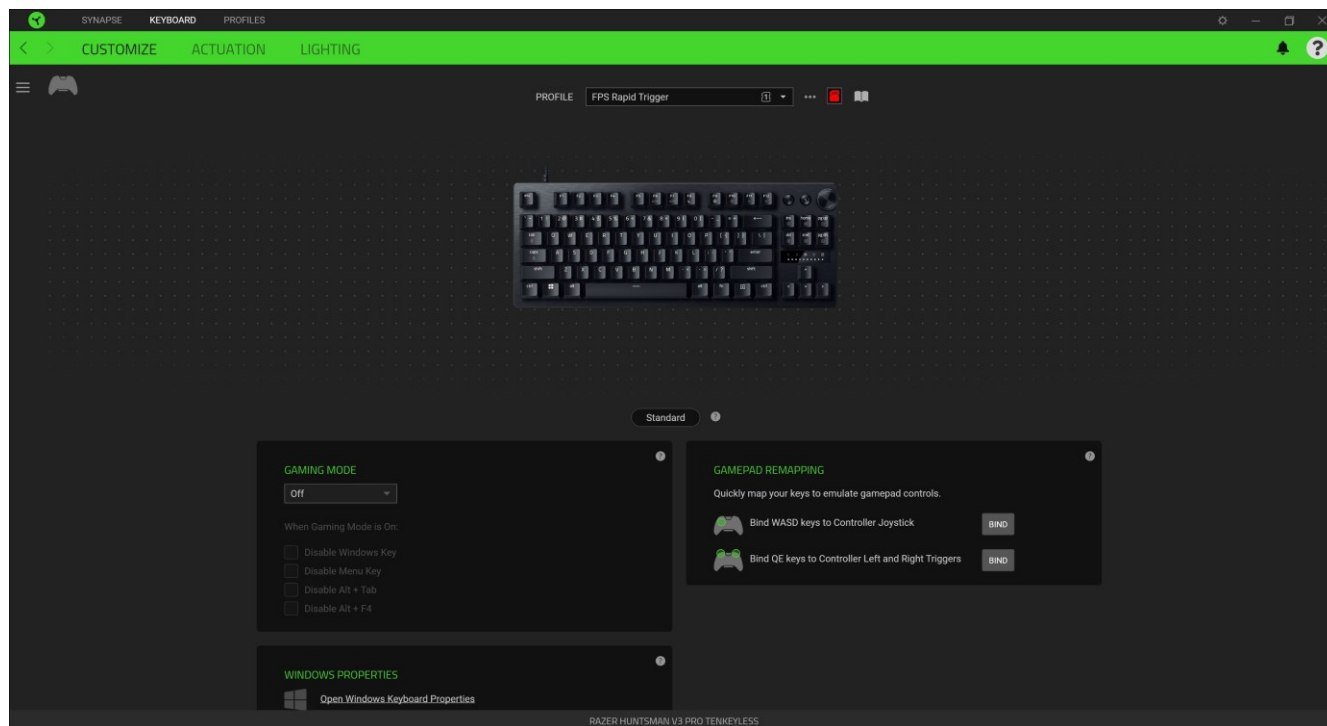 SYNAPSE KEYBOARD PROFILES
CUSTOMIZE ACTUATION LIGHTING
PROFILE FPS Rapid Trigger 1
Standard
GAMING MODE
Off
When Gaming Mode is On:
Disable Windows Key
Disable Menu Key
Disable Alt + Tab
Disable Alt + F4
GAMEPAD REMAPPING
Quickly map your keys to emulate gamepad controls.
Bind WASD keys to Controller Joystick BIND
Bind QE keys to Controller Left and Right Triggers BIND
WINDOWS PROPERTIES
Open Windows Keyboard Properties
RAZER HUNTSMAN V3 PRO TENKEYLESS